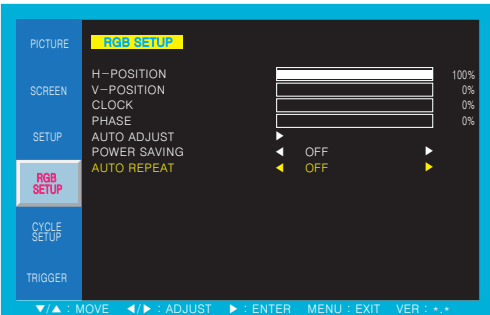 PICTURE
SCREEN
SETUP
RGB
SETUP
CYCLE
SETUP
TRIGGER
RGB SETUP
H-POSITION 100%
V-POSITION 0%
CLOCK 0%
PHASE 0%
AUTO ADJUST ▶
POWER SAVING ◀ OFF ▶
AUTO REPEAT ◀ OFF ▶
▼/▲ : MOVE ◀/▶ : ADJUST ▶ : ENTER MENU : EXIT VER : *.*